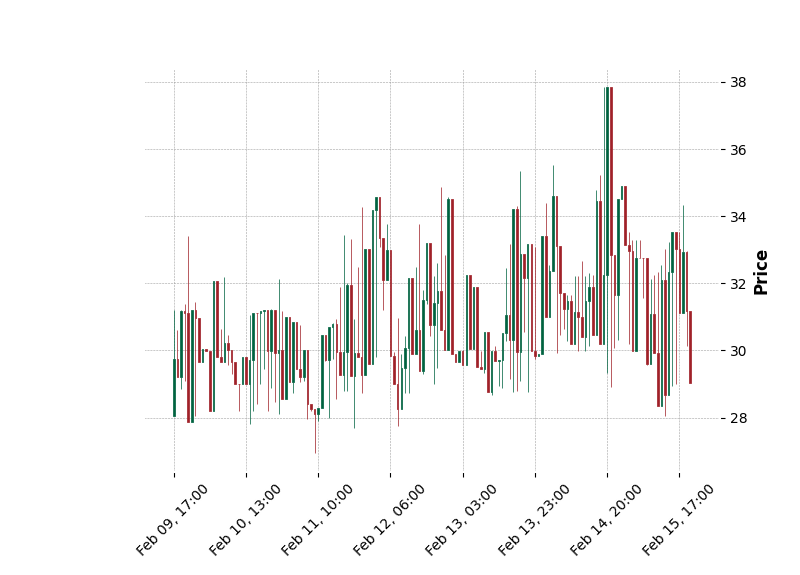 38
36
34
32
30
28
Price
Feb 09, 17:00
Feb 10, 13:00
Feb 11, 10:00
Feb 12, 06:00
Feb 13, 03:00
Feb 13, 23:00
Feb 14, 20:00
Feb 15, 17:00